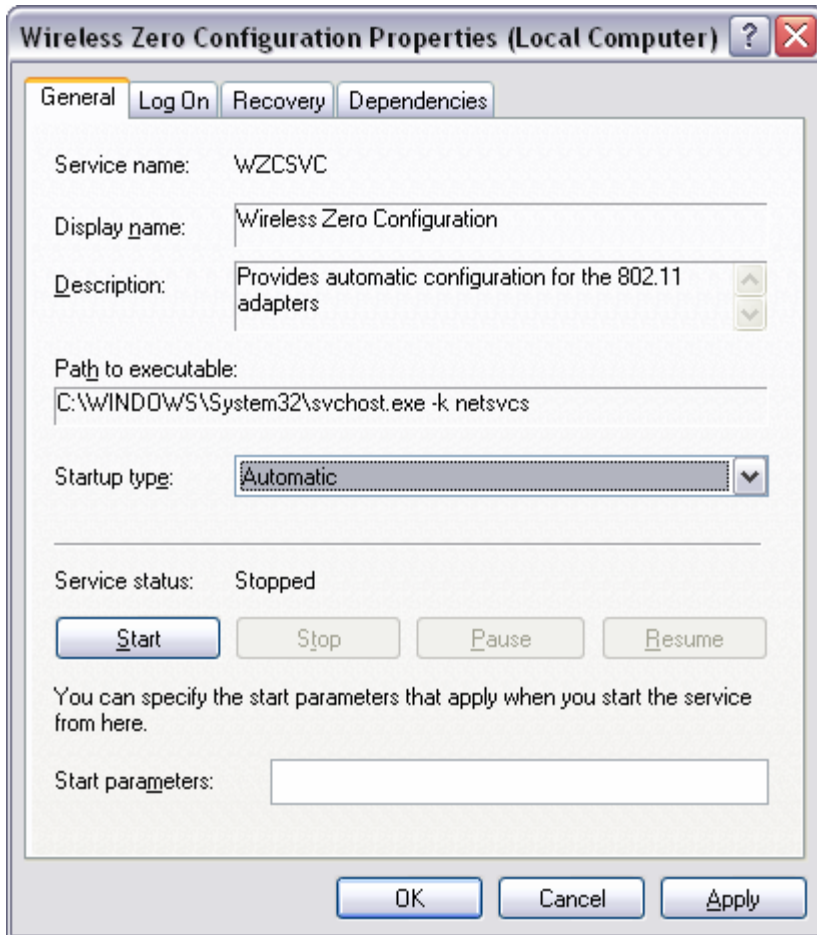 Wireless Zero Configuration Properties (Local Computer) ?
General Log On Recovery Dependencies
Service name: WZCSVC
Display name: Wireless Zero Configuration
Description: Provides automatic configuration for the 802.11
adapters
Path to executable:
C:\WINDOWS\System32\svchost.exe -k netsvcs
Startup type: Automatic
Service status: Stopped
Start Stop Pause Resume
You can specify the start parameters that apply when you start the service
from here.
Start parameters:
OK Cancel Apply